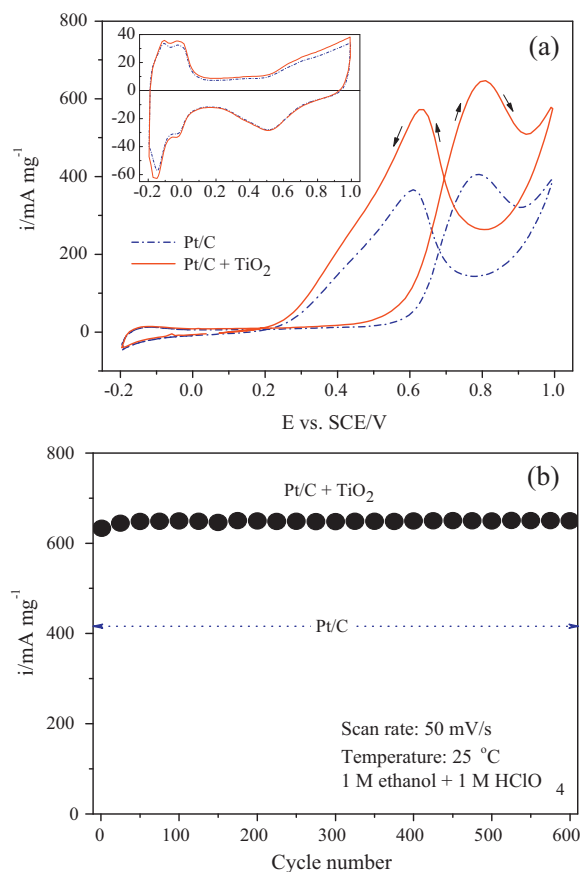 800
(a)
40
20
0
-20
-40
-60
-0.2 0.0 0.2 0.4 0.6 0.8 1.0
600
400
200
0
i/mA mg⁻¹
Pt/C
Pt/C + TiO₂
-0.2 0.0 0.2 0.4 0.6 0.8 1.0
E vs. SCE/V
800
(b)
Pt/C + TiO₂
600
Pt/C
400
200
0
i/mA mg⁻¹
Scan rate: 50 mV/s
Temperature: 25 °C
1 M ethanol + 1 M HClO₄
0 100 200 300 400 500 600
Cycle number